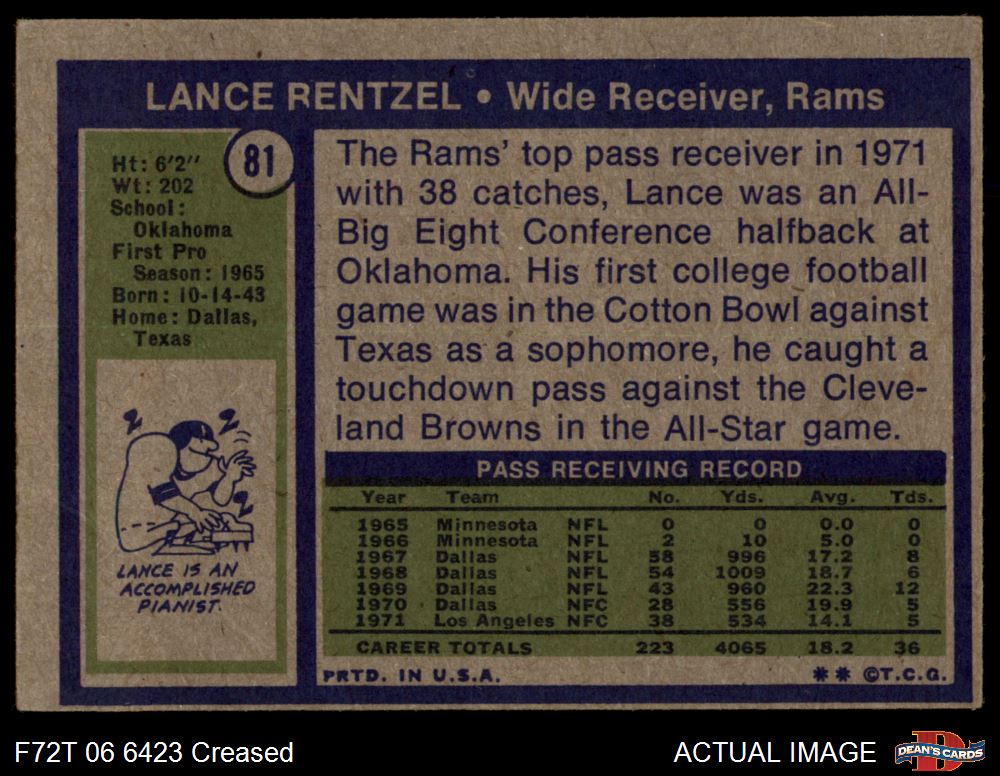 LANCE RENTZEL • Wide Receiver, Rams
81
Ht: 6'2''
Wt: 202
School:
Oklahoma
First Pro
Season: 1965
Born: 10-14-43
Home: Dallas,
Texas
Z
Z
Z
LANCE IS AN
ACCOMPLISHED
PIANIST.
The Rams' top pass receiver in 1971
with 38 catches, Lance was an All-
Big Eight Conference halfback at
Oklahoma. His first college football
game was in the Cotton Bowl against
Texas as a sophomore, he caught a
touchdown pass against the Cleve-
land Browns in the All-Star game.
PASS RECEIVING RECORD
Year Team No. Yds. Avg. Tds.
1965 Minnesota NFL 0 0 0.0 0
1966 Minnesota NFL 2 10 5.0 0
1967 Dallas NFL 58 996 17.2 8
1968 Dallas NFL 54 1009 18.7 6
1969 Dallas NFL 43 960 22.3 12
1970 Dallas NFC 28 556 19.9 5
1971 Los Angeles NFC 38 534 14.1 5
CAREER TOTALS 223 4065 18.2 36
PRTD. IN U.S.A. ** ©T.C.G.
F72T 06 6423 Creased ACTUAL IMAGE
D
DEAN'S CARDS